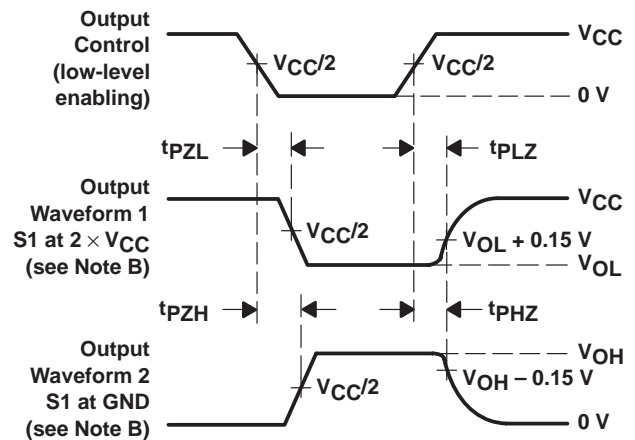 Output
Control
(low-level
enabling)
VCC
VCC/2
VCC/2
0 V
tPZL
tPLZ
Output
Waveform 1
S1 at 2 × VCC
(see Note B)
VCC
VCC/2
VOL + 0.15 V
VOL
tPZH
tPHZ
Output
Waveform 2
S1 at GND
(see Note B)
VOH
VCC/2
VOH − 0.15 V
0 V